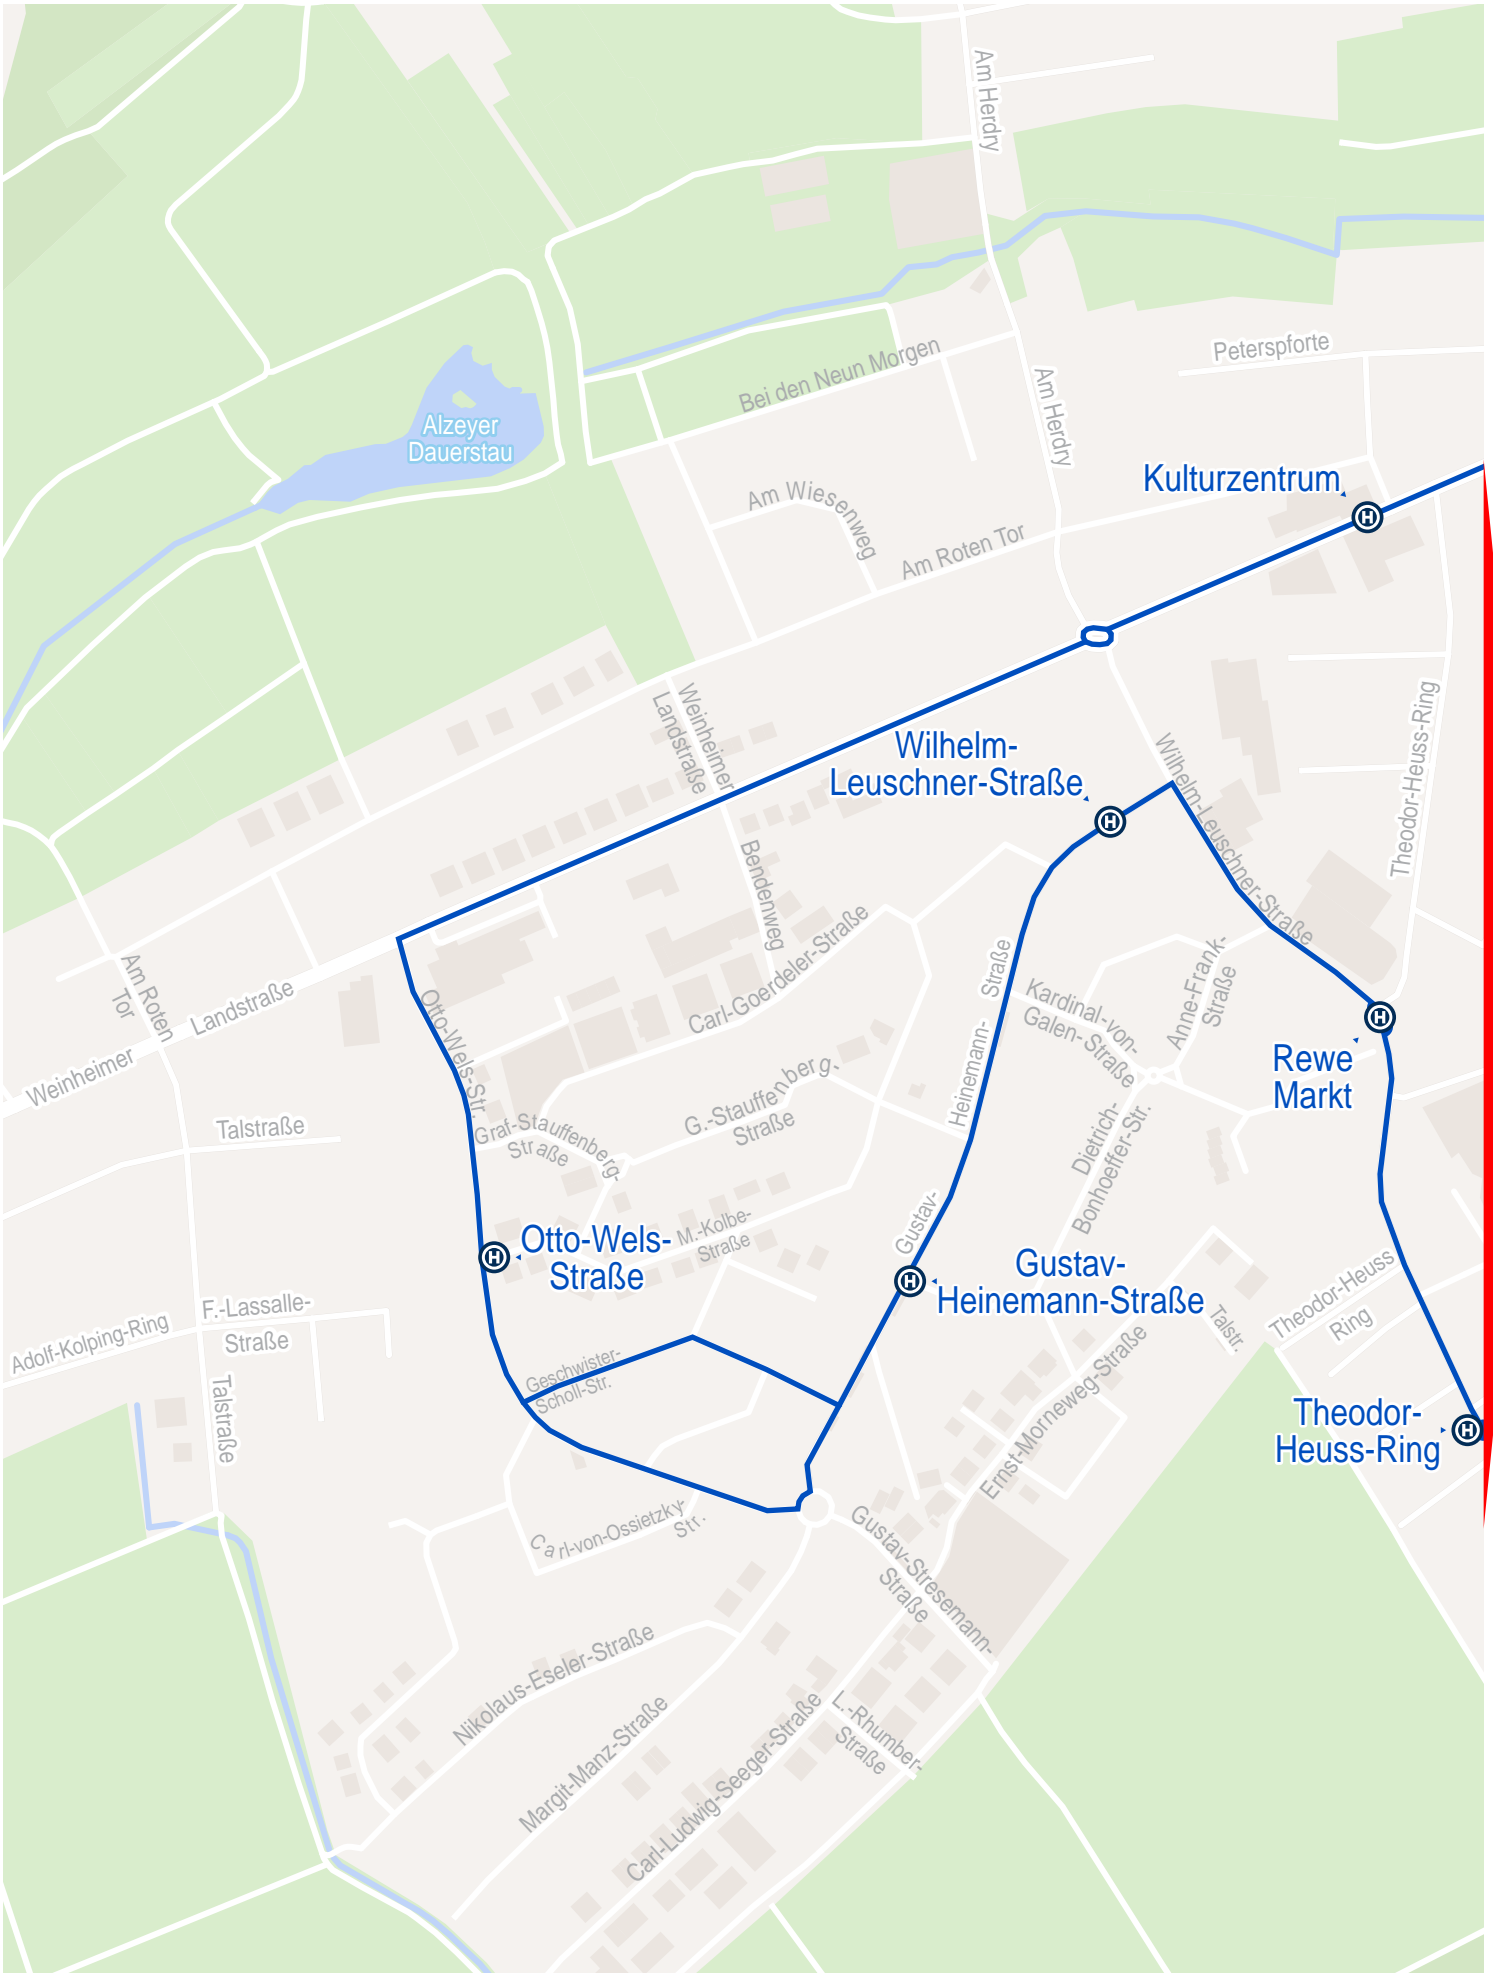 Am Herdry
Peterspforte
Bei den Neun Morgen
Am Herdry
Alzeyer
Dauerstau
Kulturzentrum
Am Wiesenweg
Am Roten Tor
Weinheimer
Landstraße
Theodor-Heuss-Ring
Wilhelm-
Leuschner-Straße
Wilhelm-Leuschner-Straße
Bendenweg
Carl-Goerdeler-Straße
Am Roten
Tor
Weinheimer Landstraße
Otto-Wels-Str.
Heinemann- Straße
Gustav-
Kardinal-von-
Galen-Straße
Anne-Frank-
Straße
Rewe
Markt
Talstraße
Graf-Stauffenberg-
Straße
G.-Stauffenberg.
Straße
Dietrich-
Bonhoeffer-Str.
M.-Kolbe-
Straße
Otto-Wels-
Straße
Gustav-
Heinemann-Straße
Theodor-Heuss
Ring
Talstr.
Adolf-Kolping-Ring
F.-Lassalle-
Straße
Talstraße
Geschwister-
Scholl-Str.
Ernst-Morneweg-Straße
Theodor-
Heuss-Ring
Carl-von-Ossietzky-
Str.
Gustav-Stresemann-
Straße
Nikolaus-Eseler-Straße
Margit-Manz-Straße
Carl-Ludwig-Seeger-Straße
L.-Rhumber-
Straße
H
H
H
H
H
H